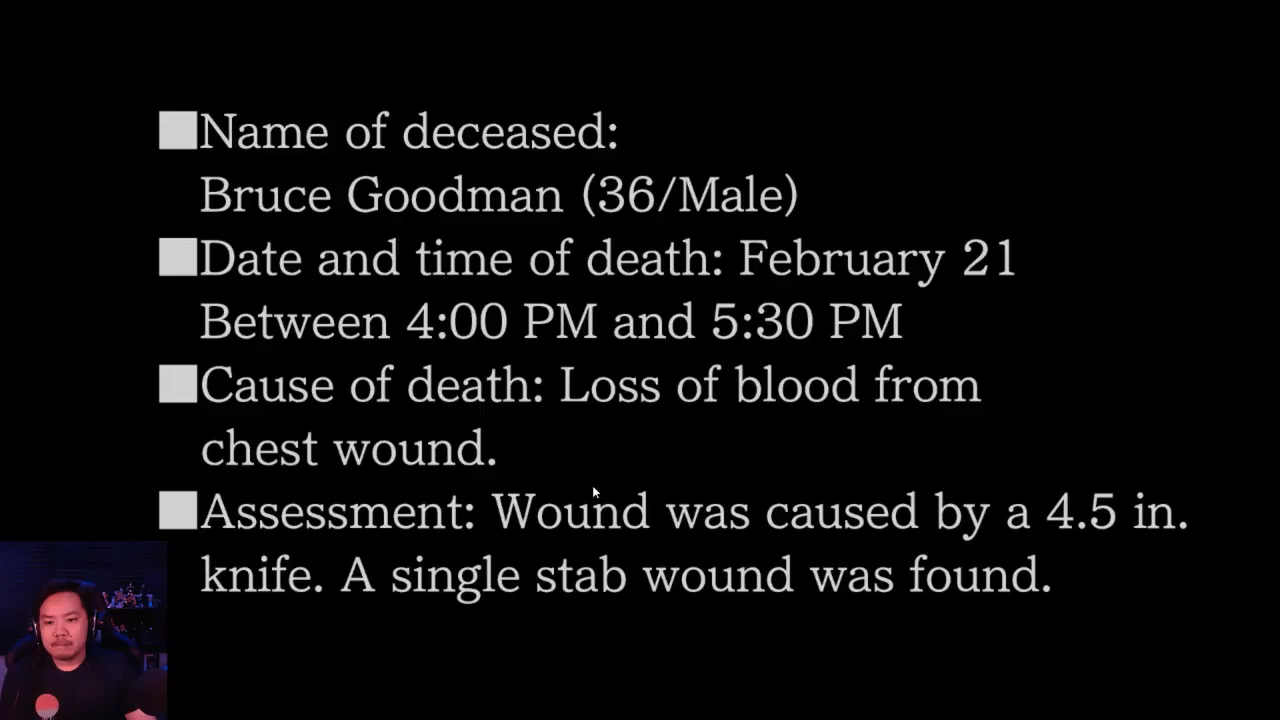 ■Name of deceased:
Bruce Goodman (36/Male)
■Date and time of death: February 21
Between 4:00 PM and 5:30 PM
■Cause of death: Loss of blood from
chest wound.
■Assessment: Wound was caused by a 4.5 in.
knife. A single stab wound was found.